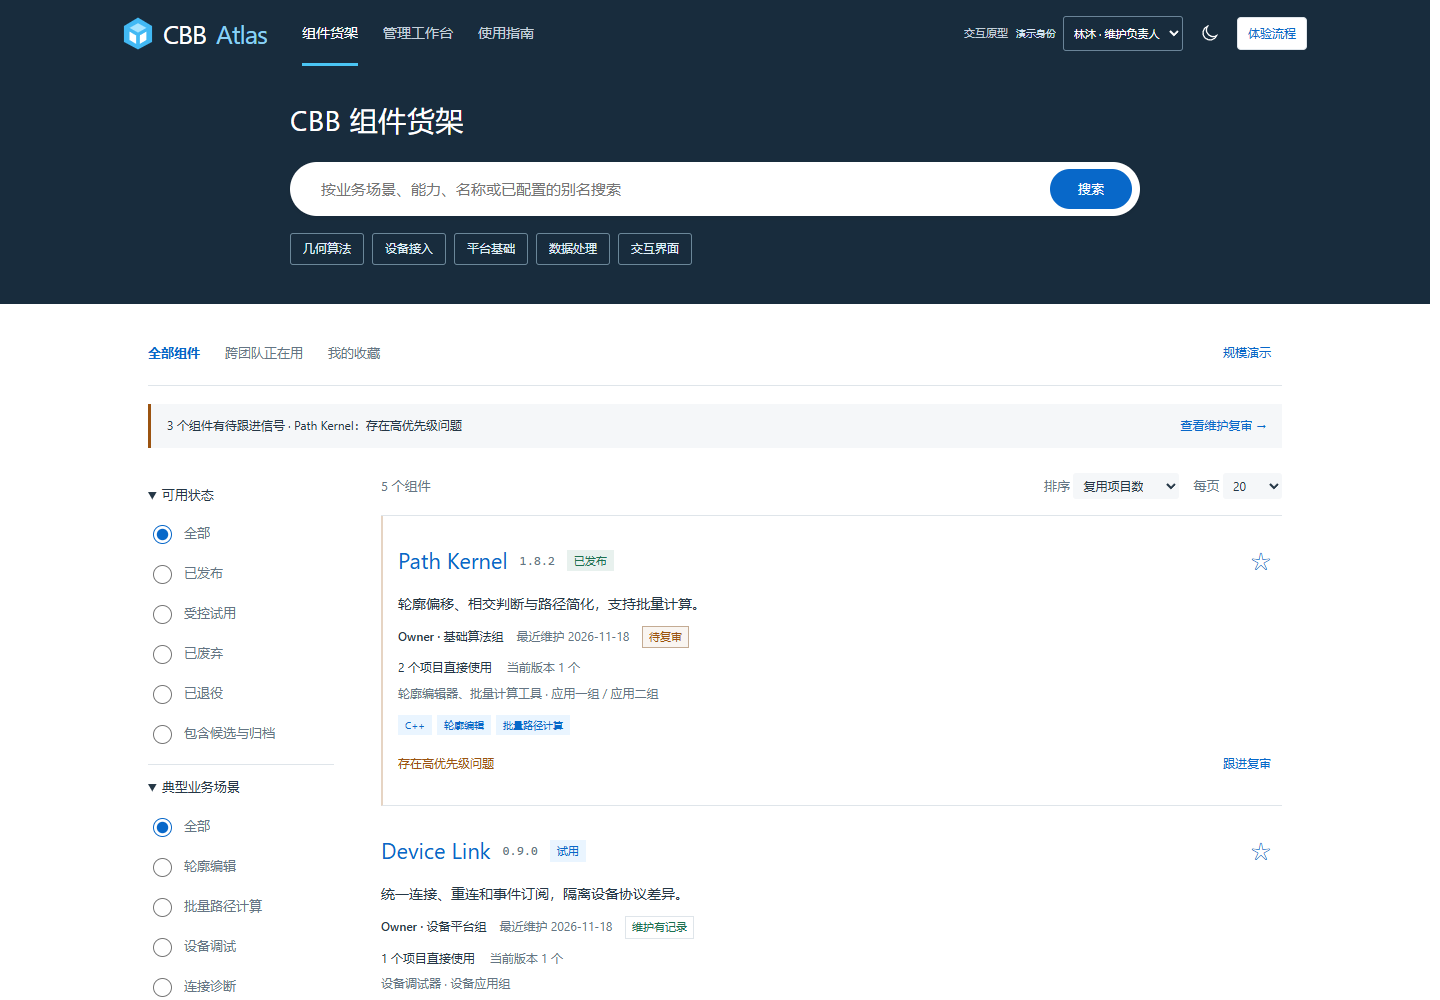 CBB Atlas
组件货架 管理工作台 使用指南
交互原型 演示身份 林沐 · 维护负责人 体验流程
CBB 组件货架
按业务场景、能力、名称或已配置的别名搜索 搜索
几何算法 设备接入 平台基础 数据处理 交互界面
全部组件 跨团队正在用 我的收藏 规模演示
3 个组件有待跟进信号 · Path Kernel：存在高优先级问题 查看维护复审 →
▼ 可用状态
全部
已发布
受控试用
已废弃
已退役
包含候选与归档
▼ 典型业务场景
全部
轮廓编辑
批量路径计算
设备调试
连接诊断
5 个组件 排序 复用项目数 每页 20
Path Kernel 1.8.2 已发布
轮廓偏移、相交判断与路径简化，支持批量计算。
Owner · 基础算法组 最近维护 2026-11-18 待复审
2 个项目直接使用 当前版本 1 个
轮廓编辑器、批量计算工具 · 应用一组 / 应用二组
C++ 轮廓编辑 批量路径计算
存在高优先级问题 跟进复审
Device Link 0.9.0 试用
统一连接、重连和事件订阅，隔离设备协议差异。
Owner · 设备平台组 最近维护 2026-11-18 维护有记录
1 个项目直接使用 当前版本 1 个
设备调试器 · 设备应用组